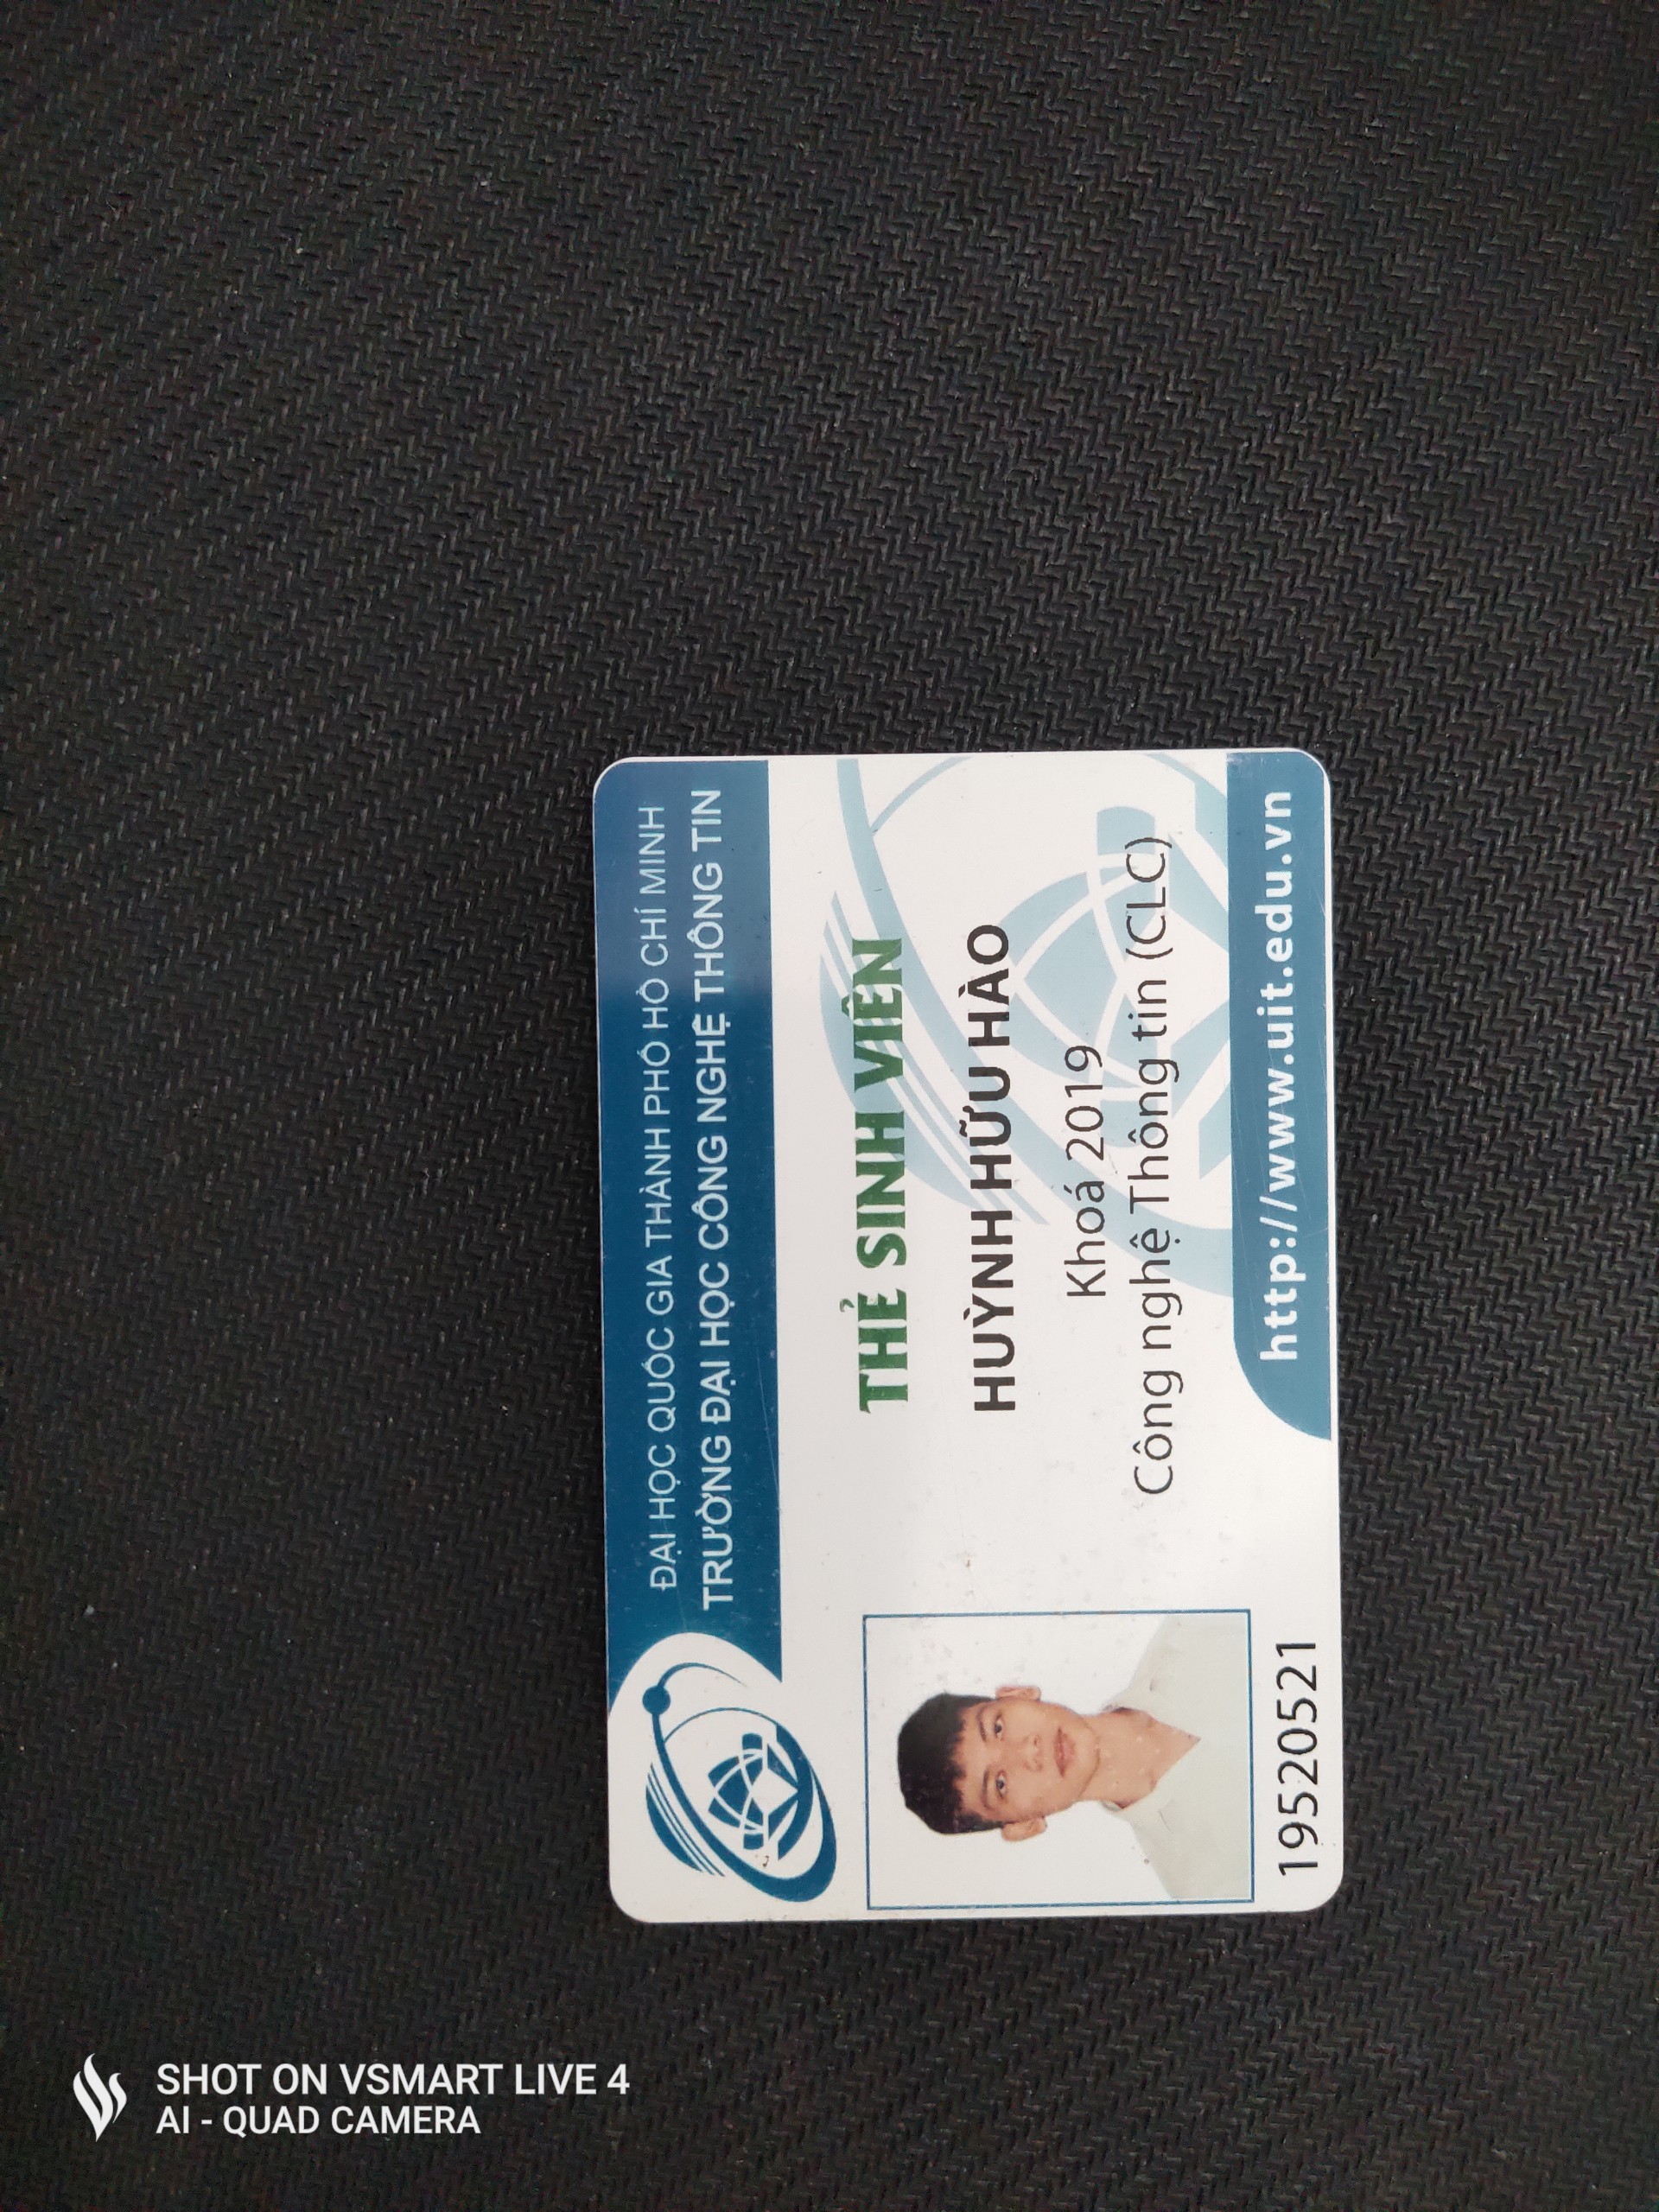 ĐẠI HỌC QUỐC GIA THÀNH PHỐ HỒ CHÍ MINH
TRƯỜNG ĐẠI HỌC CÔNG NGHỆ THÔNG TIN
THẺ SINH VIÊN
HUỲNH HỮU HÀO
Khoá 2019
Công nghệ Thông tin (CLC)
19520521
http://www.uit.edu.vn
SHOT ON VSMART LIVE 4
AI - QUAD CAMERA